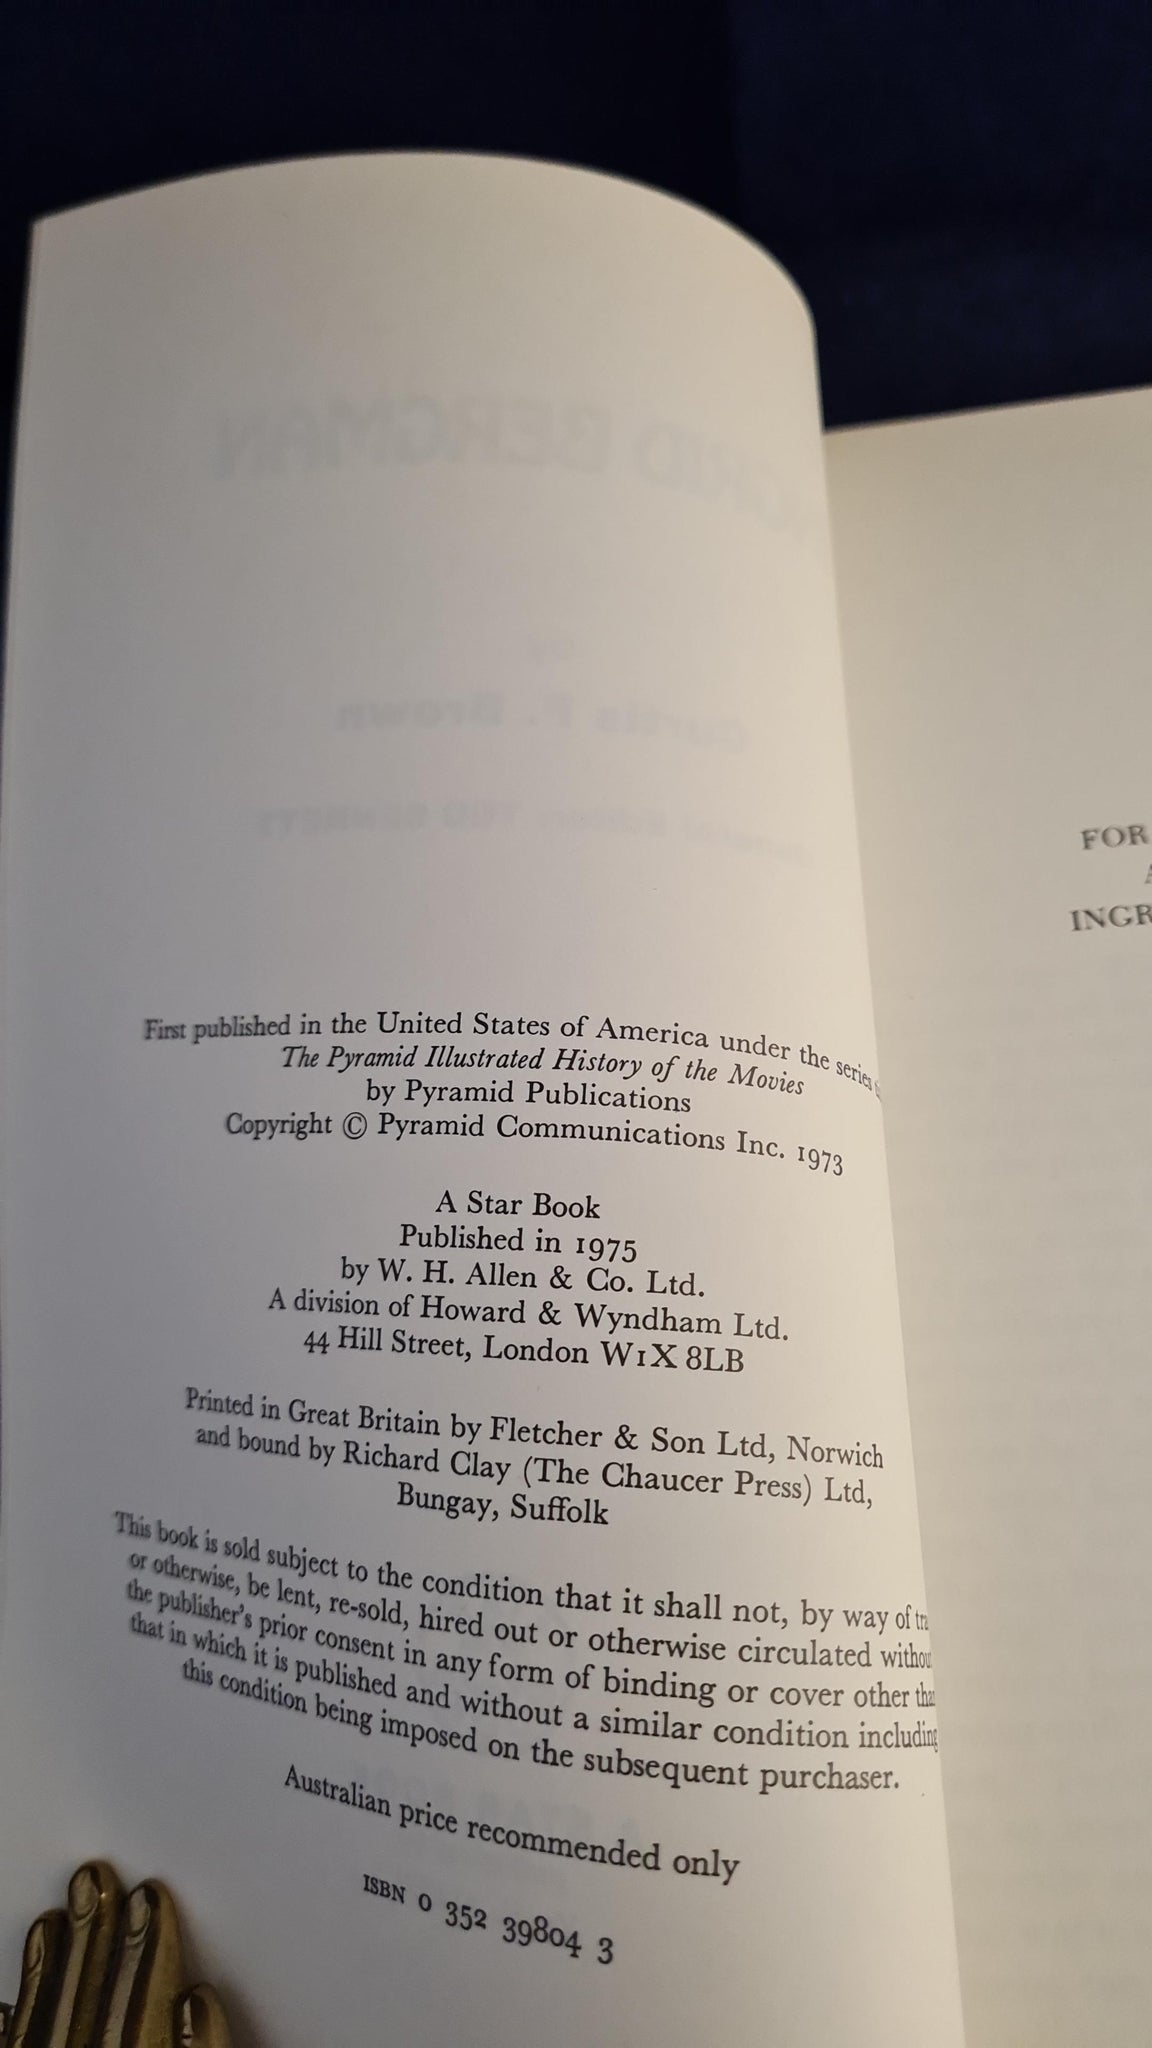 First published in the United States of America under the series
The Pyramid Illustrated History of the Movies
by Pyramid Publications
Copyright © Pyramid Communications Inc. 1973
A Star Book
Published in 1975
by W. H. Allen & Co. Ltd.
A division of Howard & Wyndham Ltd.
44 Hill Street, London W1X 8LB
Printed in Great Britain by Fletcher & Son Ltd, Norwich
and bound by Richard Clay (The Chaucer Press) Ltd,
Bungay, Suffolk
This book is sold subject to the condition that it shall not, by way of tra
or otherwise, be lent, re-sold, hired out or otherwise circulated without
the publisher's prior consent in any form of binding or cover other than
that in which it is published and without a similar condition including
this condition being imposed on the subsequent purchaser.
Australian price recommended only
ISBN 0 352 39804 3
FOR
A
INGR